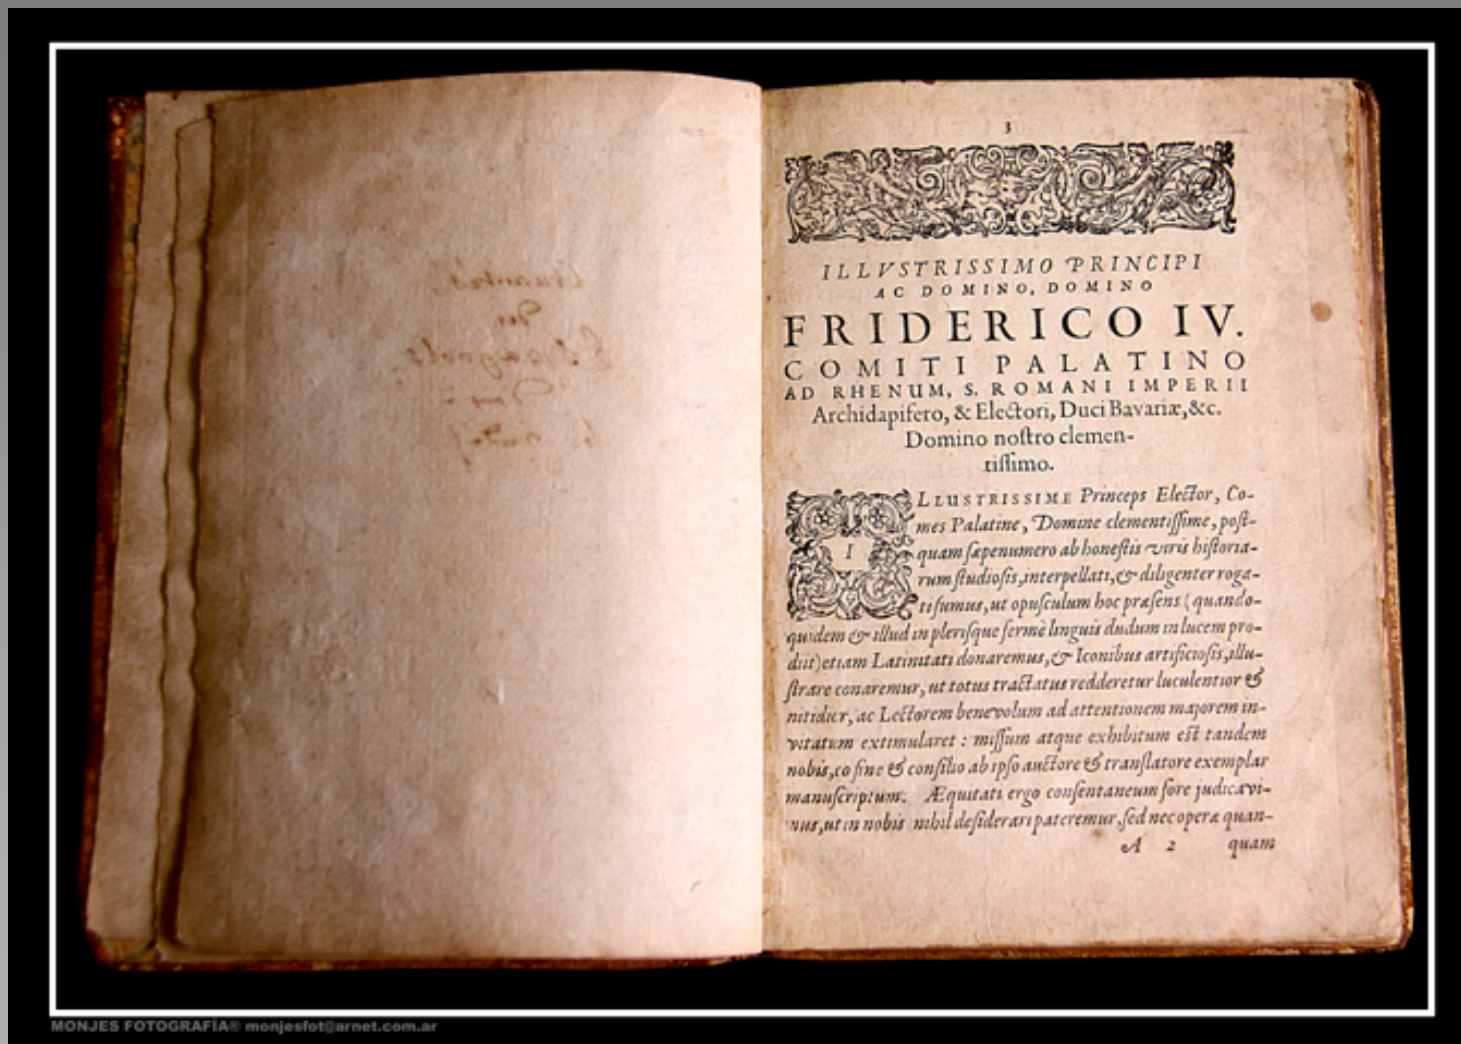 3
ILLVSTRISSIMO PRINCIPI
AC DOMINO, DOMINO
FRIDERICO IV.
COMITI PALATINO
AD RHENUM, S. ROMANI IMPERII
Archidapifero, & Electori, Duci Bavariæ, &c.
Domino noſtro clemen-
tiſſimo.
ILLUSTRISSIME Princeps Elector, Co-
mes Palatine, Domine clementiſſime, poſt-
quam ſæpenumero ab honeſtis viris hiſtoria-
rum ſtudioſis, interpellati, & diligenter roga-
ti ſumus, ut opuſculum hoc præſens (quando-
quidem & illud in pleriſque fermè linguis dudum in lucem pro-
diit) etiam Latinitati donaremus, & Iconibus artificioſis, illu-
ſtrare conaremur, ut totus tractatus redderetur luculentior &
nitidior, ac Lectorem benevolum ad attentionem majorem in-
vitatum extimularet : miſſum atque exhibitum eſt tandem
nobis, eo fine & conſilio ab ipſo auctore & tranſlatore exemplar
manuſcriptum. Æquitati ergo conſentaneum fore judicavi-
mus, ut in nobis nihil deſiderari pateremur, ſed nec operæ quan-
A 2 quam
MONJES FOTOGRAFÍA® monjesfot@arnet.com.ar